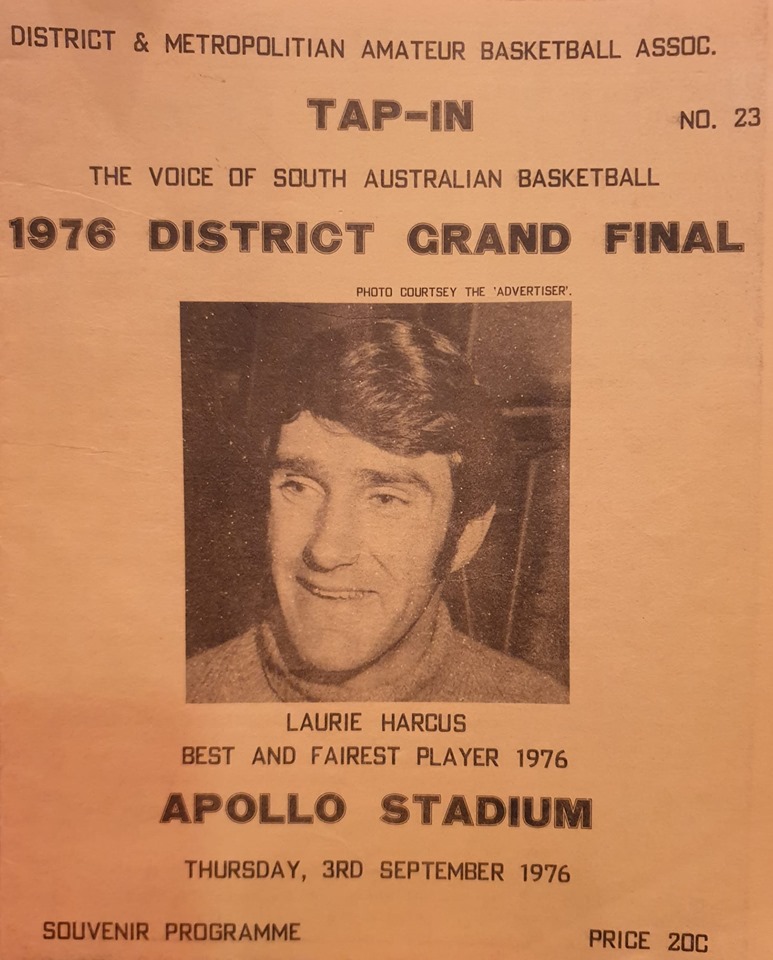 DISTRICT & METROPOLITIAN AMATEUR BASKETBALL ASSOC.
TAP-IN NO. 23
THE VOICE OF SOUTH AUSTRALIAN BASKETBALL
1976 DISTRICT GRAND FINAL
PHOTO COURTSEY THE 'ADVERTISER'.
LAURIE HARCUS
BEST AND FAIREST PLAYER 1976
APOLLO STADIUM
THURSDAY, 3RD SEPTEMBER 1976
SOUVENIR PROGRAMME PRICE 20C